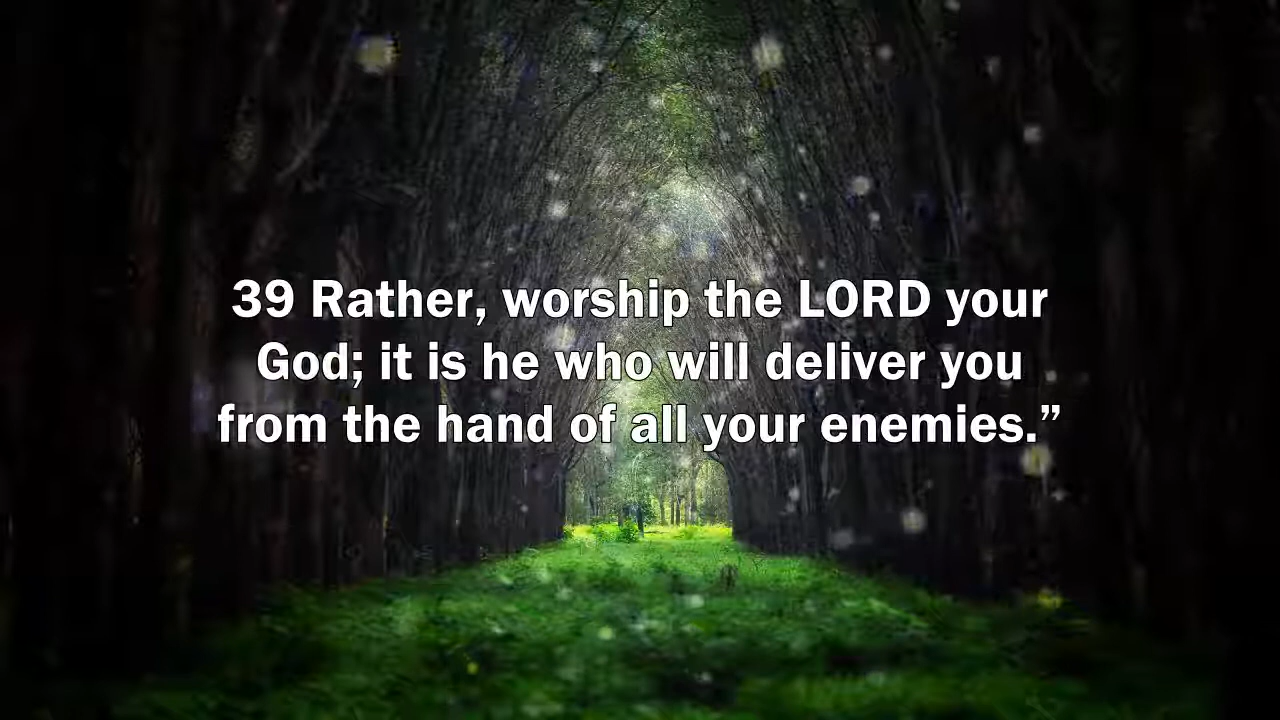 39 Rather, worship the LORD your
God; it is he who will deliver you
from the hand of all your enemies.”